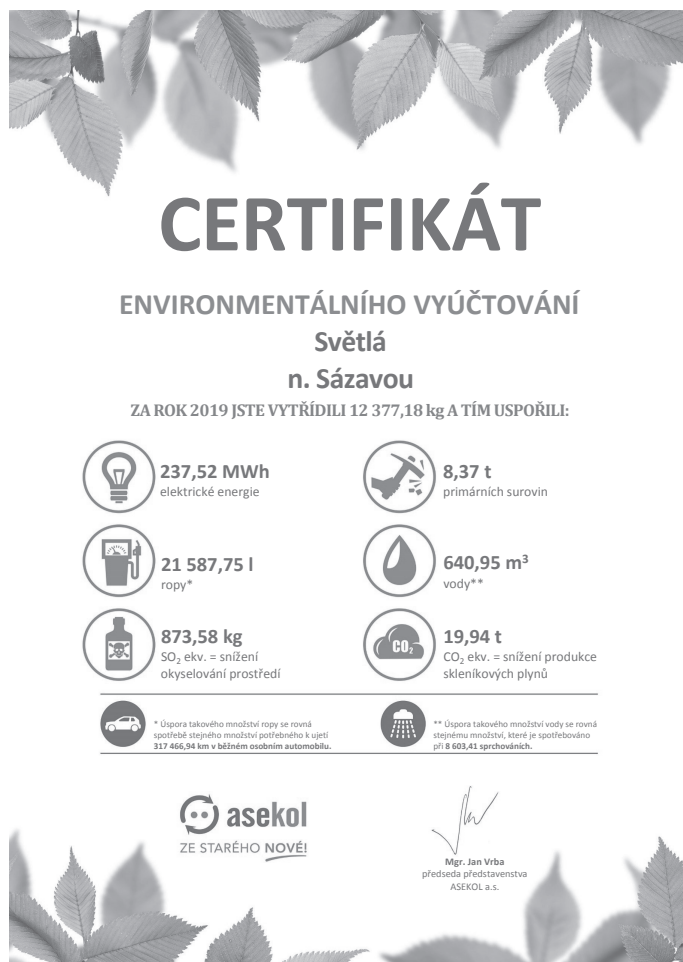 CERTIFIKÁT
ENVIRONMENTÁLNÍHO VYÚČTOVÁNÍ
Světlá
n. Sázavou
ZA ROK 2019 JSTE VYTŘÍDILI 12 377,18 kg A TÍM USPOŘILI:
237,52 MWh
elektrické energie
8,37 t
primárních surovin
21 587,75 l
ropy*
640,95 m³
vody**
873,58 kg
SO₂ ekv. = snížení
okyselování prostředí
CO₂
19,94 t
CO₂ ekv. = snížení produkce
skleníkových plynů
* Úspora takového množství ropy se rovná
spotřebě stejného množství potřebného k ujetí
317 466,94 km v běžném osobním automobilu.
** Úspora takového množství vody se rovná
stejnému množství, které je spotřebováno
při 8 603,41 sprchováních.
asekol
ZE STARÉHO NOVÉ!
Mgr. Jan Vrba
předseda představenstva
ASEKOL a.s.